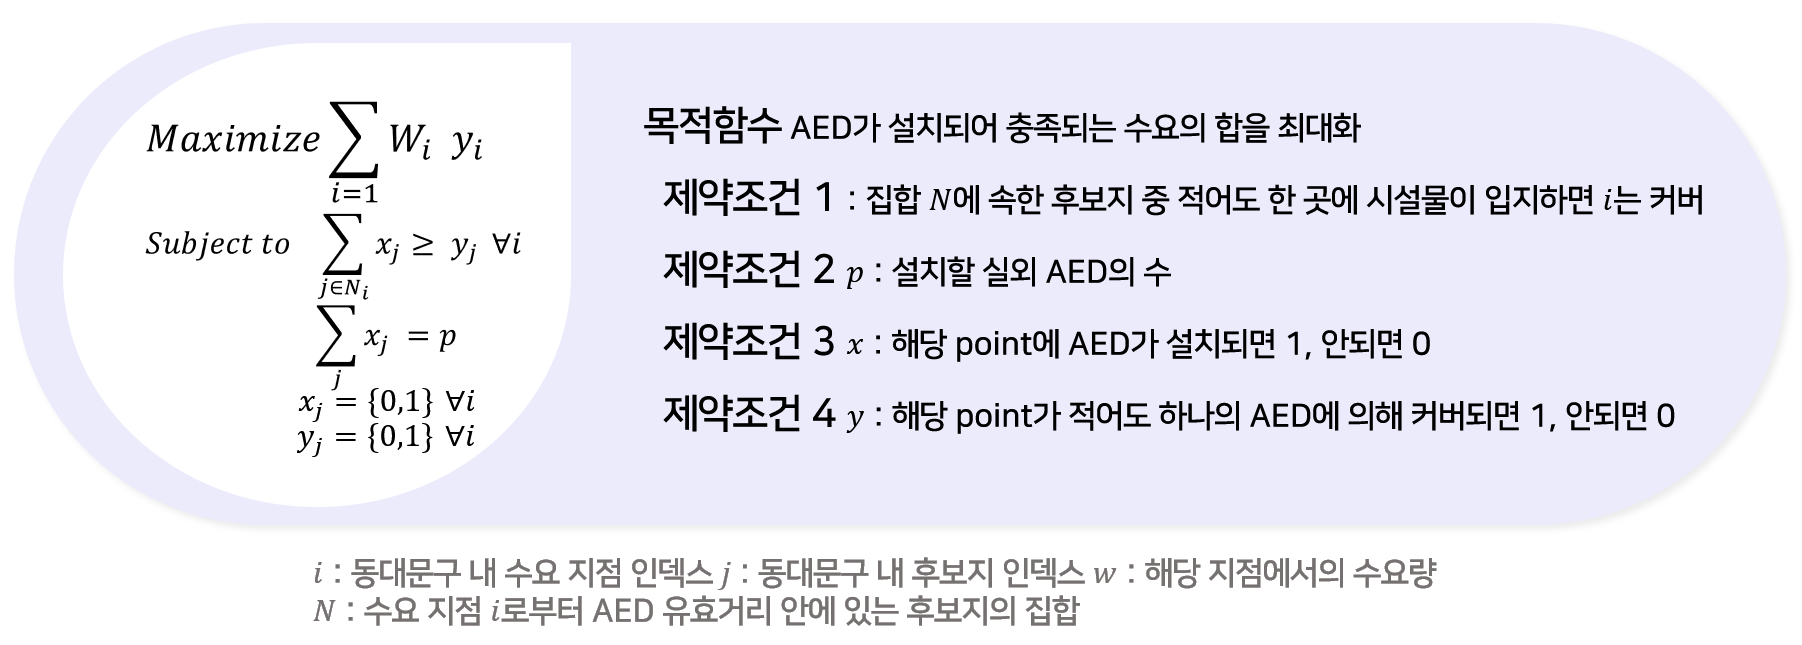 Maximize ∑ W_i y_i
i=1
Subject to ∑ x_j ≥ y_j ∀i
j∈N_i
∑ x_j = p
j
x_j = {0,1} ∀i
y_j = {0,1} ∀i
목적함수 AED가 설치되어 충족되는 수요의 합을 최대화
제약조건 1 : 집합 N에 속한 후보지 중 적어도 한 곳에 시설물이 입지하면 i는 커버
제약조건 2 p : 설치할 실외 AED의 수
제약조건 3 x : 해당 point에 AED가 설치되면 1, 안되면 0
제약조건 4 y : 해당 point가 적어도 하나의 AED에 의해 커버되면 1, 안되면 0
i : 동대문구 내 수요 지점 인덱스 j : 동대문구 내 후보지 인덱스 w : 해당 지점에서의 수요량
N : 수요 지점 i로부터 AED 유효거리 안에 있는 후보지의 집합